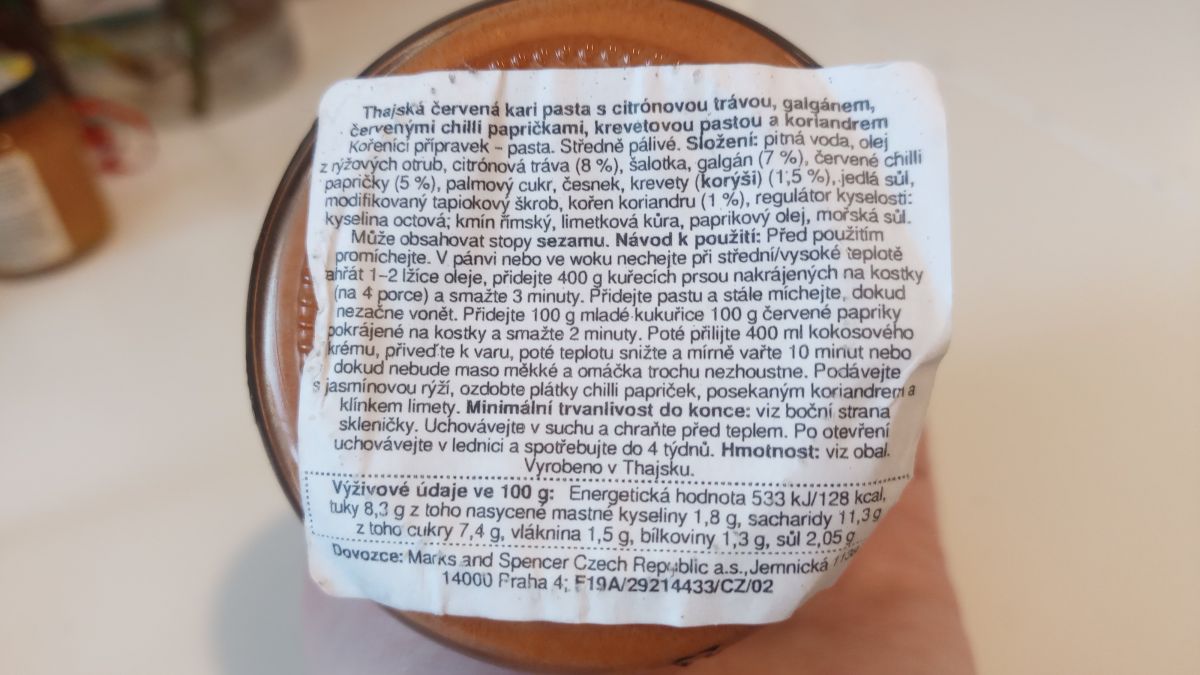 Thajská červená kari pasta s citrónovou trávou, galgánem,
červenými chilli papričkami, krevetovou pastou a koriandrem
Kořenící přípravek – pasta. Středně pálivé. Složení: pitná voda, olej
z rýžových otrub, citrónová tráva (8 %), šalotka, galgán (7 %), červené chilli
papričky (5 %), palmový cukr, česnek, krevety (korýši) (1,5 %), jedlá sůl,
modifikovaný tapiokový škrob, kořen koriandru (1 %), regulátor kyselosti:
kyselina octová; kmín římský, limetková kůra, paprikový olej, mořská sůl.
Může obsahovat stopy sezamu. Návod k použití: Před použitím
promíchejte. V pánvi nebo ve woku nechejte při střední/vysoké teplotě
ahřát 1–2 lžíce oleje, přidejte 400 g kuřecích prsou nakrájených na kostky
(na 4 porce) a smažte 3 minuty. Přidejte pastu a stále míchejte, dokud
nezačne vonět. Přidejte 100 g mladé kukuřice 100 g červené papriky
pokrájené na kostky a smažte 2 minuty. Poté přilijte 400 ml kokosového
krému, přiveďte k varu, poté teplotu snižte a mírně vařte 10 minut nebo
dokud nebude maso měkké a omáčka trochu nezhoustne. Podávejte
s jasmínovou rýží, ozdobte plátky chilli papriček, posekaným koriandrem a
klínkem limety. Minimální trvanlivost do konce: viz boční strana
skleničky. Uchovávejte v suchu a chraňte před teplem. Po otevření
uchovávejte v lednici a spotřebujte do 4 týdnů. Hmotnost: viz obal.
Vyrobeno v Thajsku.
Výživové údaje ve 100 g: Energetická hodnota 533 kJ/128 kcal,
tuky 8,3 g z toho nasycené mastné kyseliny 1,8 g, sacharidy 11,3 g
z toho cukry 7,4 g, vláknina 1,5 g, bílkoviny 1,3 g, sůl 2,05 g
Dovozce: Marks and Spencer Czech Republic a.s., Jemnická
14000 Praha 4; F19A/29214433/CZ/02